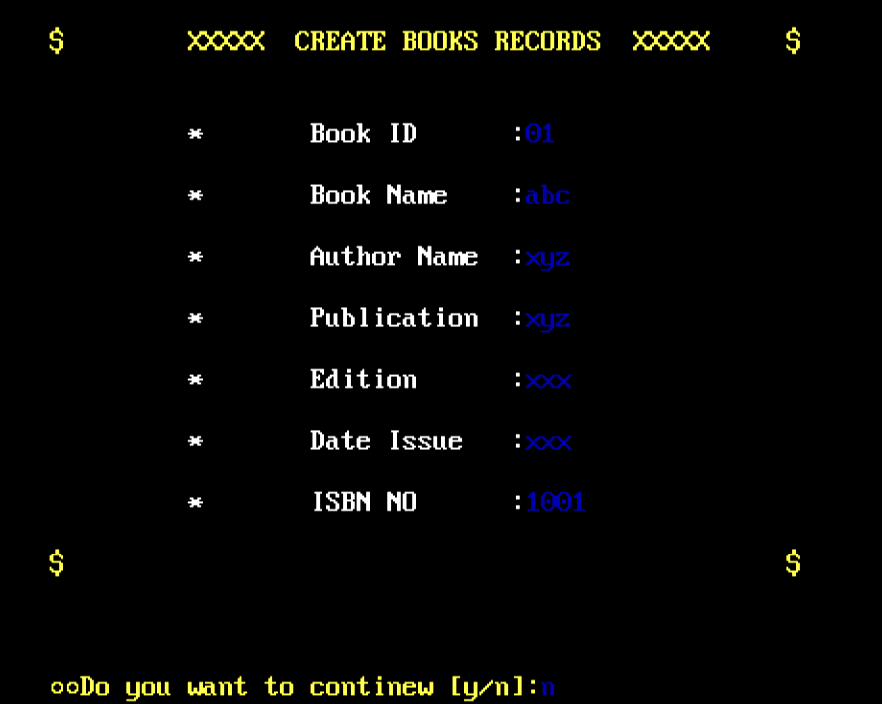 $ XXXXX CREATE BOOKS RECORDS XXXXX $
* Book ID :01
* Book Name :abc
* Author Name :xyz
* Publication :xyz
* Edition :xxx
* Date Issue :xxx
* ISBN NO :1001
$ $
○○Do you want to continew [y/n]:n